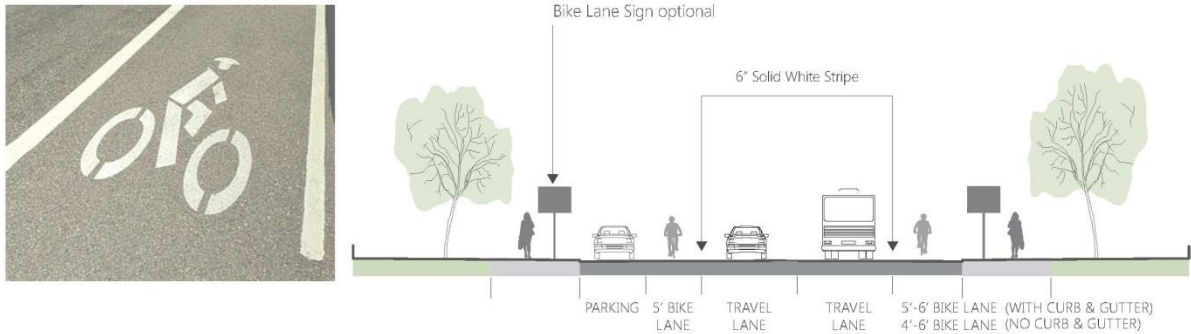 Bike Lane Sign optional
6" Solid White Stripe
PARKING
5' BIKE
LANE
TRAVEL
LANE
TRAVEL
LANE
5'-6' BIKE LANE (WITH CURB & GUTTER)
4'-6' BIKE LANE (NO CURB & GUTTER)